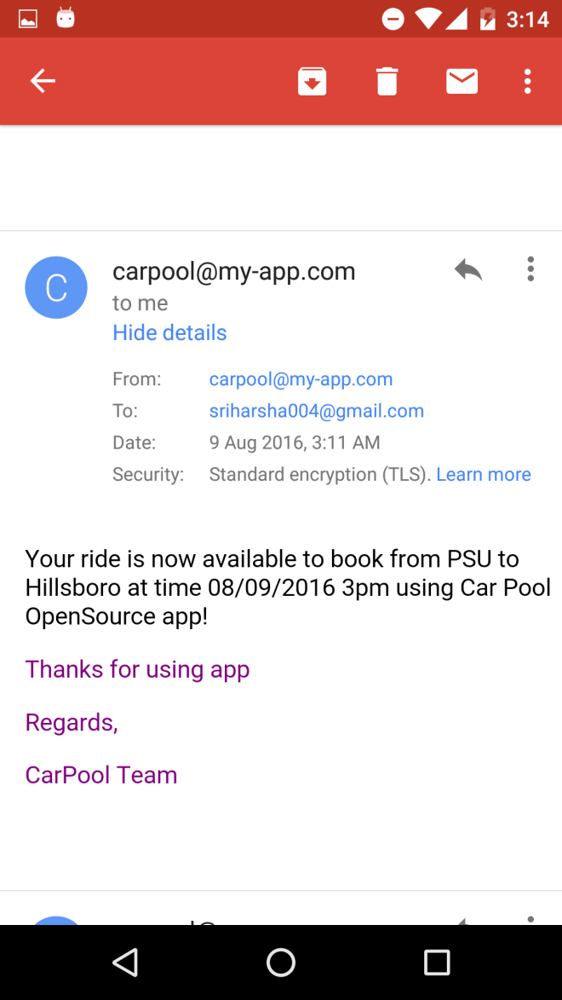 3:14
C
carpool@my-app.com
to me
Hide details
From: carpool@my-app.com
To: sriharsha004@gmail.com
Date: 9 Aug 2016, 3:11 AM
Security: Standard encryption (TLS). Learn more
Your ride is now available to book from PSU to
Hillsboro at time 08/09/2016 3pm using Car Pool
OpenSource app!
Thanks for using app
Regards,
CarPool Team